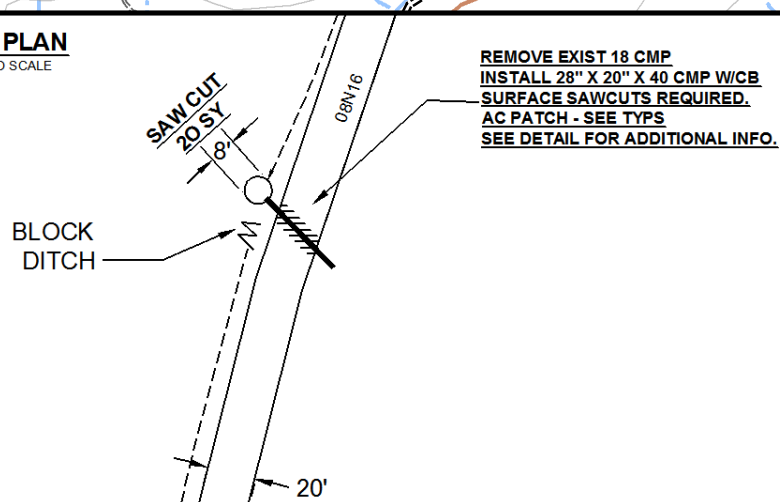 PLAN
O SCALE
SAW CUT
20 SY
8'
08N16
REMOVE EXIST 18 CMP
INSTALL 28" X 20" X 40 CMP W/CB
SURFACE SAWCUTS REQUIRED.
AC PATCH - SEE TYPS
SEE DETAIL FOR ADDITIONAL INFO.
BLOCK
DITCH
20'